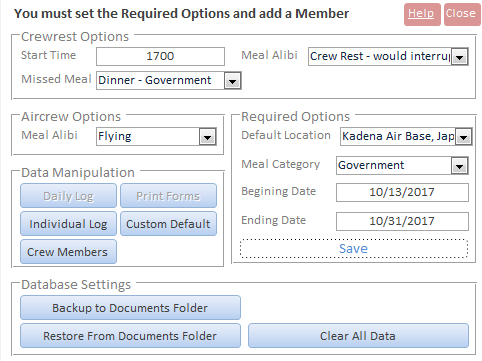 You must set the Required Options and add a Member
Help
Close
Crewrest Options
Start Time
1700
Meal Alibi
Crew Rest - would interru
Missed Meal
Dinner - Government
Aircrew Options
Meal Alibi
Flying
Required Options
Default Location
Kadena Air Base, Jap
Meal Category
Government
Begining Date
10/13/2017
Ending Date
10/31/2017
Save
Data Manipulation
Daily Log
Print Forms
Individual Log
Custom Default
Crew Members
Database Settings
Backup to Documents Folder
Restore From Documents Folder
Clear All Data